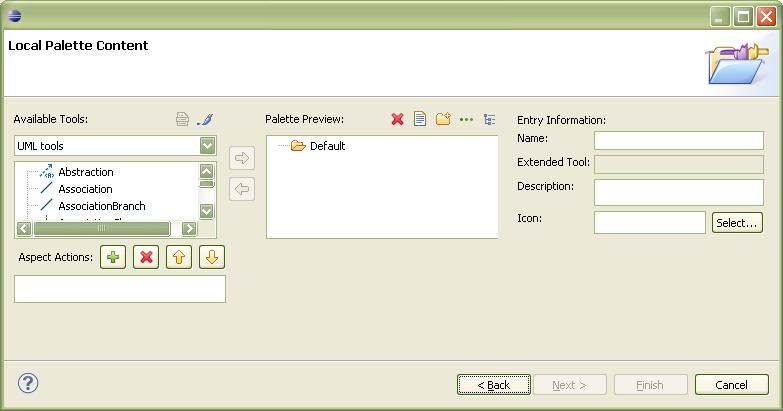 Local Palette Content
Available Tools:
UML tools
Abstraction
Association
AssociationBranch
Aspect Actions:
Palette Preview:
Default
Entry Information:
Name:
Extended Tool:
Description:
Icon:
Select...
< Back
Next >
Finish
Cancel